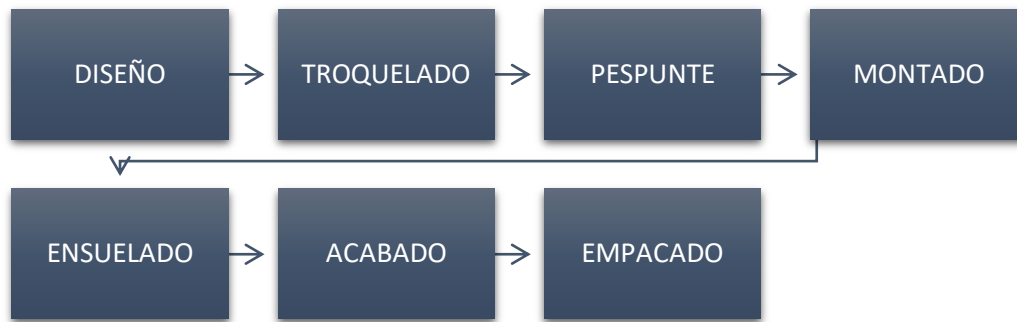 DISEÑO
TROQUELADO
PESPUNTE
MONTADO
ENSUELADO
ACABADO
EMPACADO